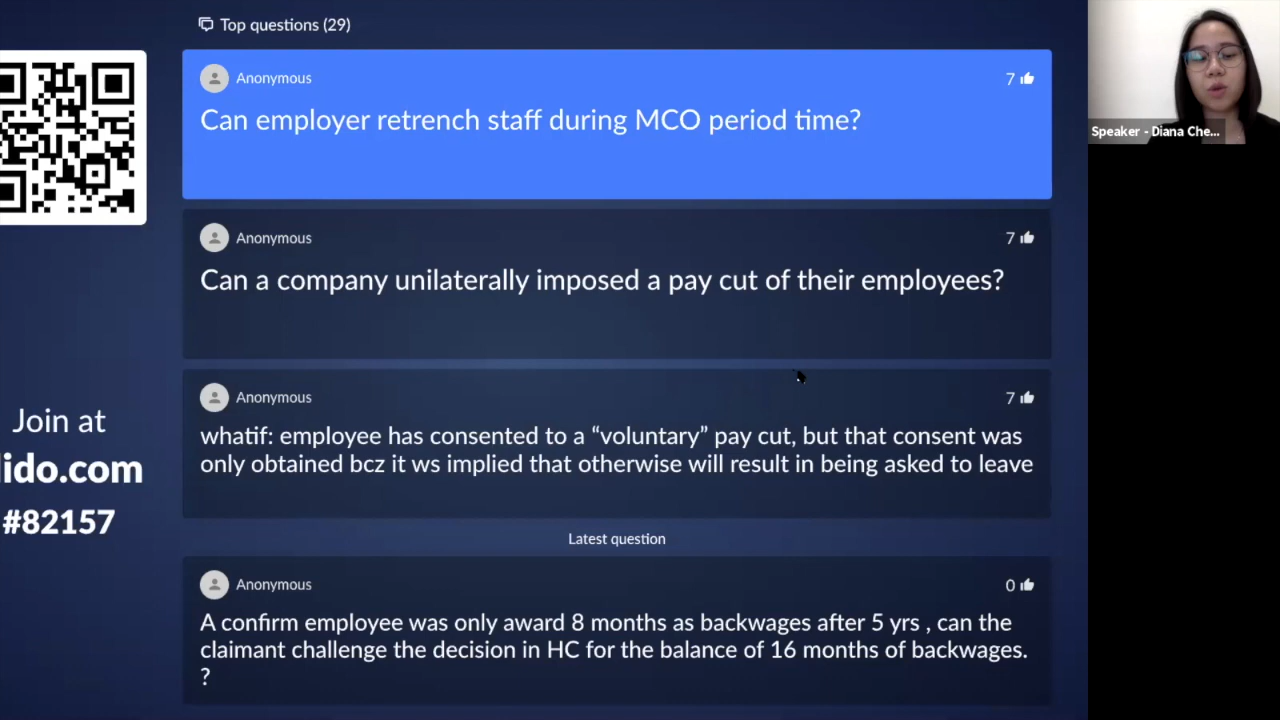 Top questions (29)
Anonymous
7
Can employer retrench staff during MCO period time?
Anonymous
7
Can a company unilaterally imposed a pay cut of their employees?
Anonymous
7
whatif: employee has consented to a “voluntary” pay cut, but that consent was
only obtained bcz it ws implied that otherwise will result in being asked to leave
Latest question
Anonymous
0
A confirm employee was only award 8 months as backwages after 5 yrs , can the
claimant challenge the decision in HC for the balance of 16 months of backwages.
?
Join at
lido.com
#82157
Speaker - Diana Che...